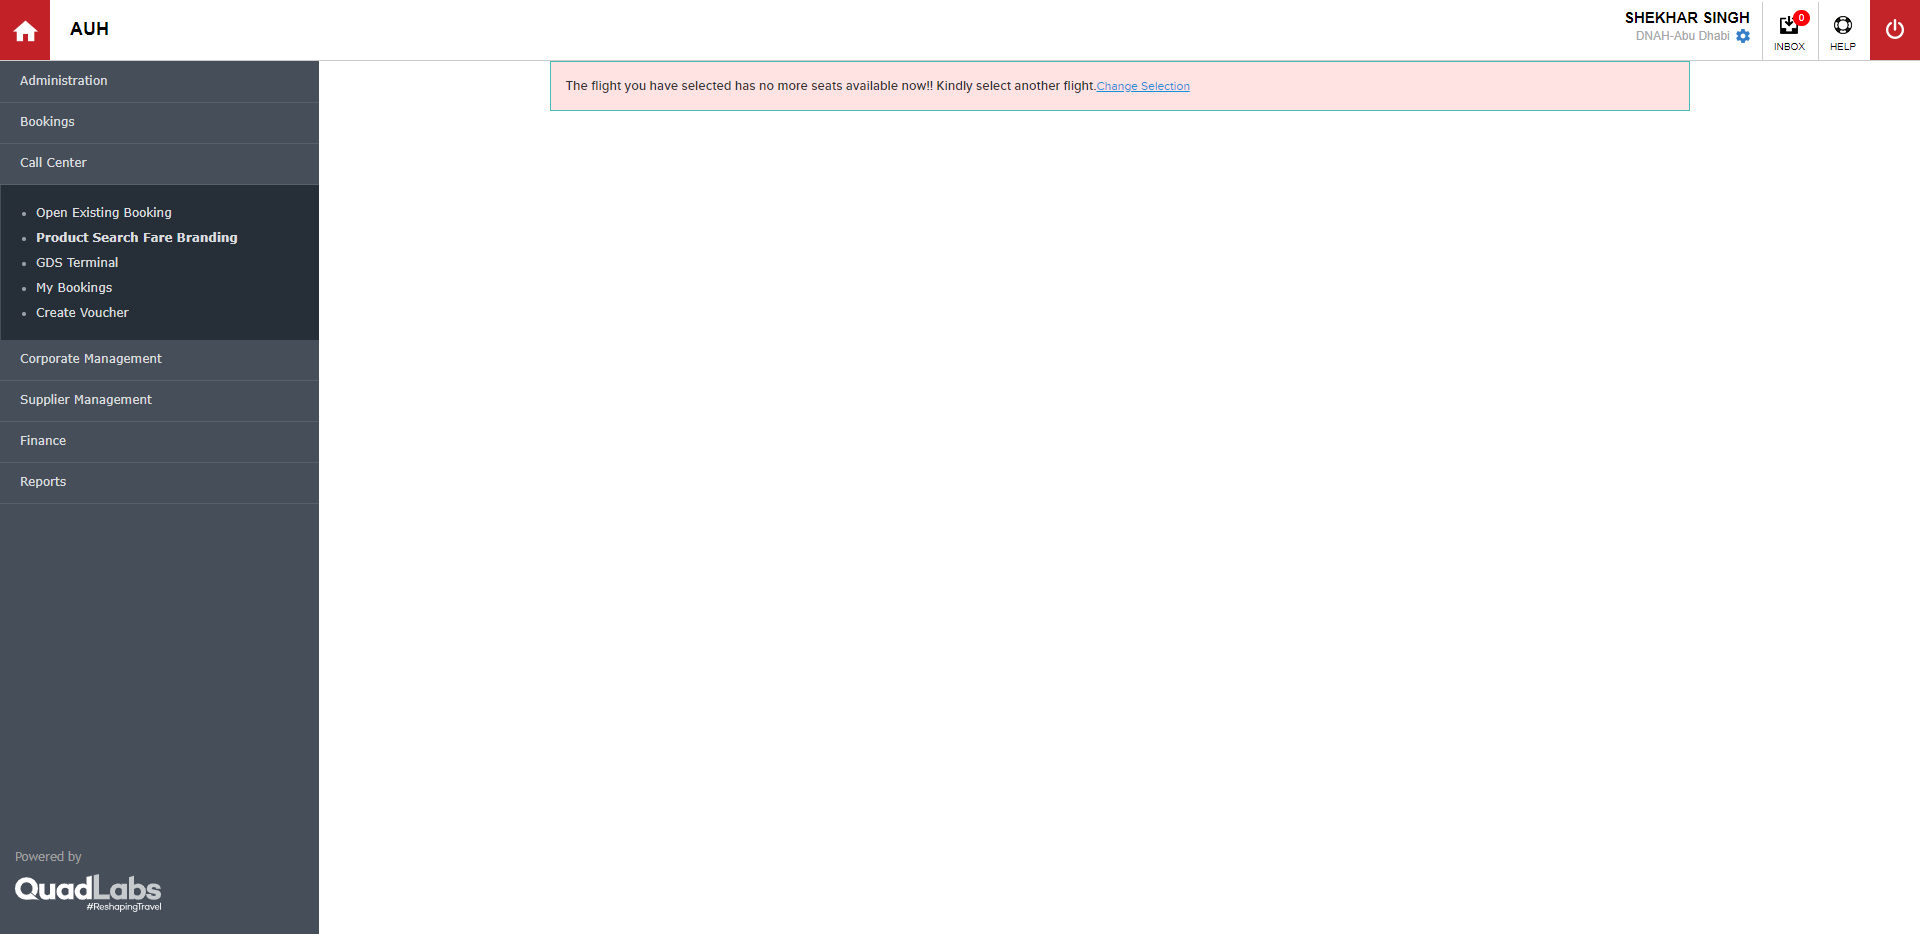 AUH
SHEKHAR SINGH
DNAH-Abu Dhabi
0
INBOX
HELP
Administration
Bookings
Call Center
Open Existing Booking
Product Search Fare Branding
GDS Terminal
My Bookings
Create Voucher
Corporate Management
Supplier Management
Finance
Reports
The flight you have selected has no more seats available now!! Kindly select another flight.Change Selection
Powered by
QuadLabs
#ReshapingTravel